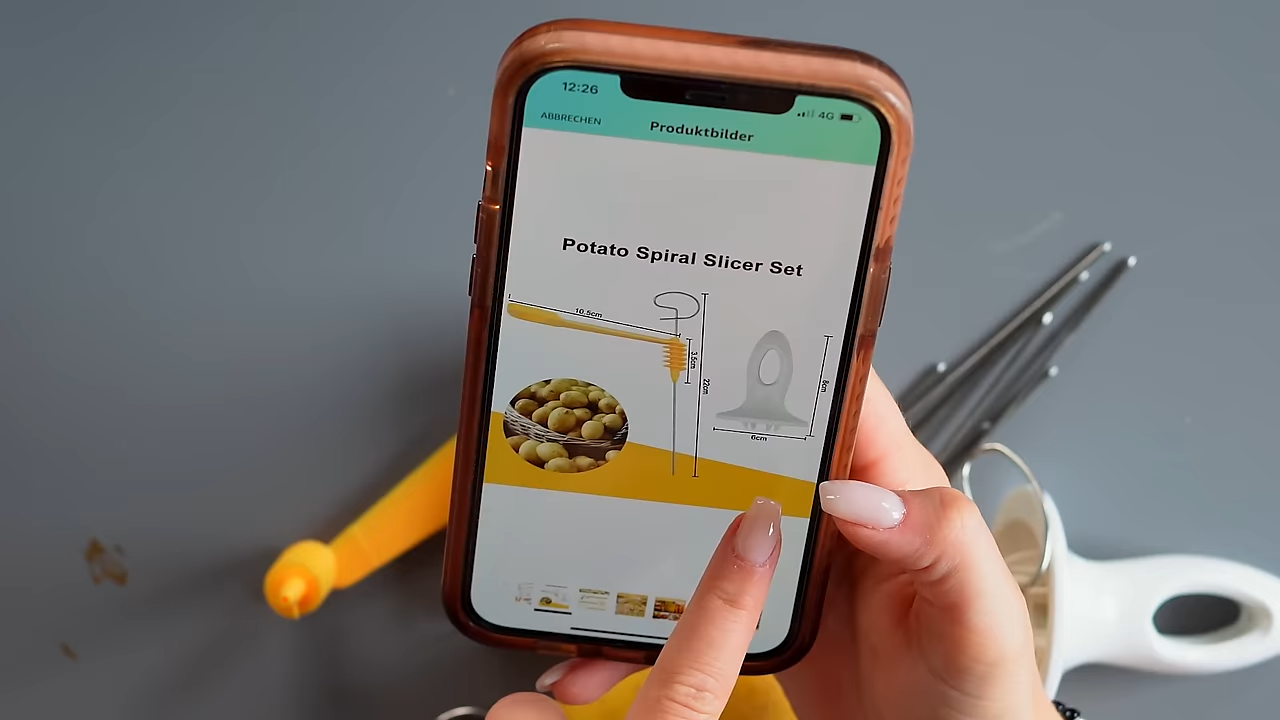 12:26
4G
ABBRECHEN
Produktbilder
Potato Spiral Slicer Set
10.5cm
3.5cm
22cm
8cm
6cm